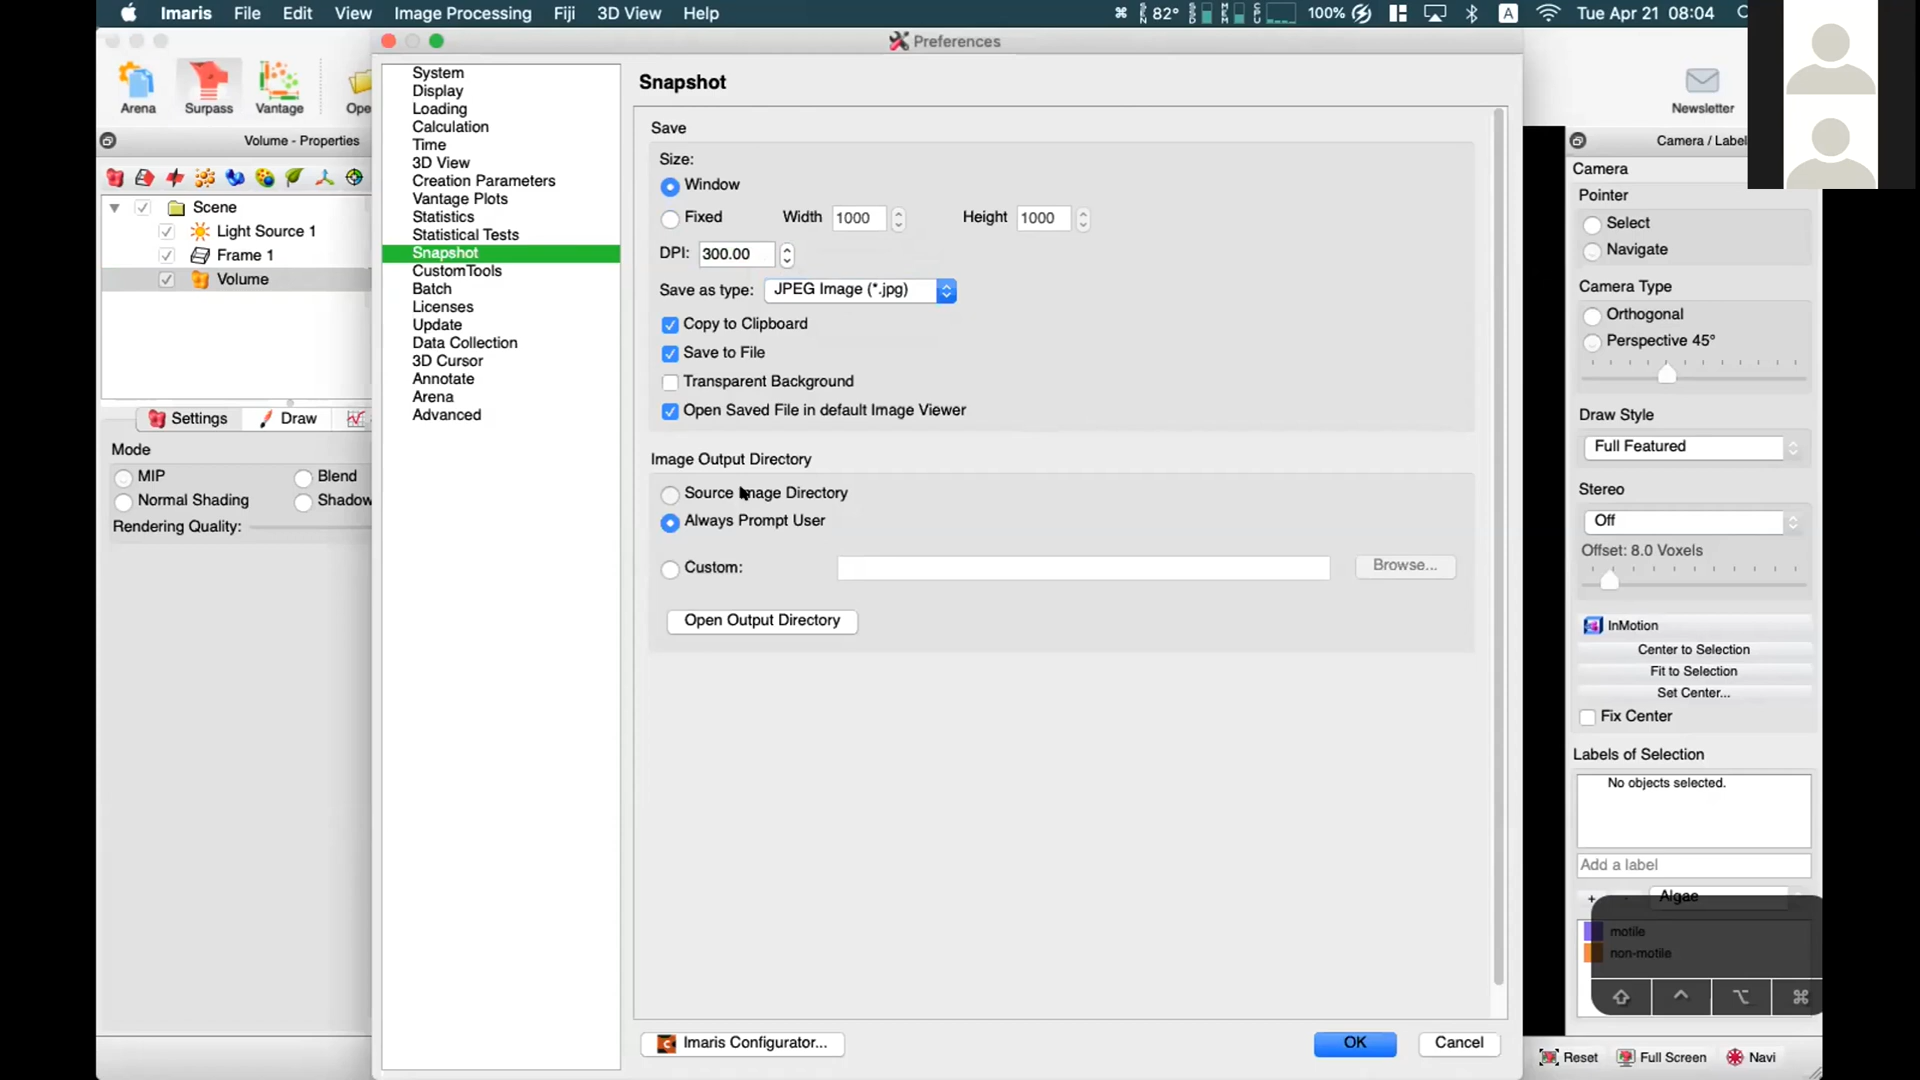 Imaris File Edit View Image Processing Fiji 3D View Help 82° 100% A Tue Apr 21 08:04
Preferences
Arena Surpass Vantage Ope
Newsletter
Volume - Properties
Scene
Light Source 1
Frame 1
Volume
Settings Draw
Mode
MIP Blend
Normal Shading Shadow
Rendering Quality:
System
Display
Loading
Calculation
Time
3D View
Creation Parameters
Vantage Plots
Statistics
Statistical Tests
Snapshot
CustomTools
Batch
Licenses
Update
Data Collection
3D Cursor
Annotate
Arena
Advanced
Snapshot
Save
Size:
Window
Fixed Width 1000 Height 1000
DPI: 300.00
Save as type: JPEG Image (*.jpg)
Copy to Clipboard
Save to File
Transparent Background
Open Saved File in default Image Viewer
Image Output Directory
Source Image Directory
Always Prompt User
Custom: Browse...
Open Output Directory
Imaris Configurator... OK Cancel
Camera / Label
Camera
Pointer
Select
Navigate
Camera Type
Orthogonal
Perspective 45°
Draw Style
Full Featured
Stereo
Off
Offset: 8.0 Voxels
InMotion
Center to Selection
Fit to Selection
Set Center...
Fix Center
Labels of Selection
No objects selected.
Add a label
+ Algae
motile
non-motile
Reset Full Screen Navi